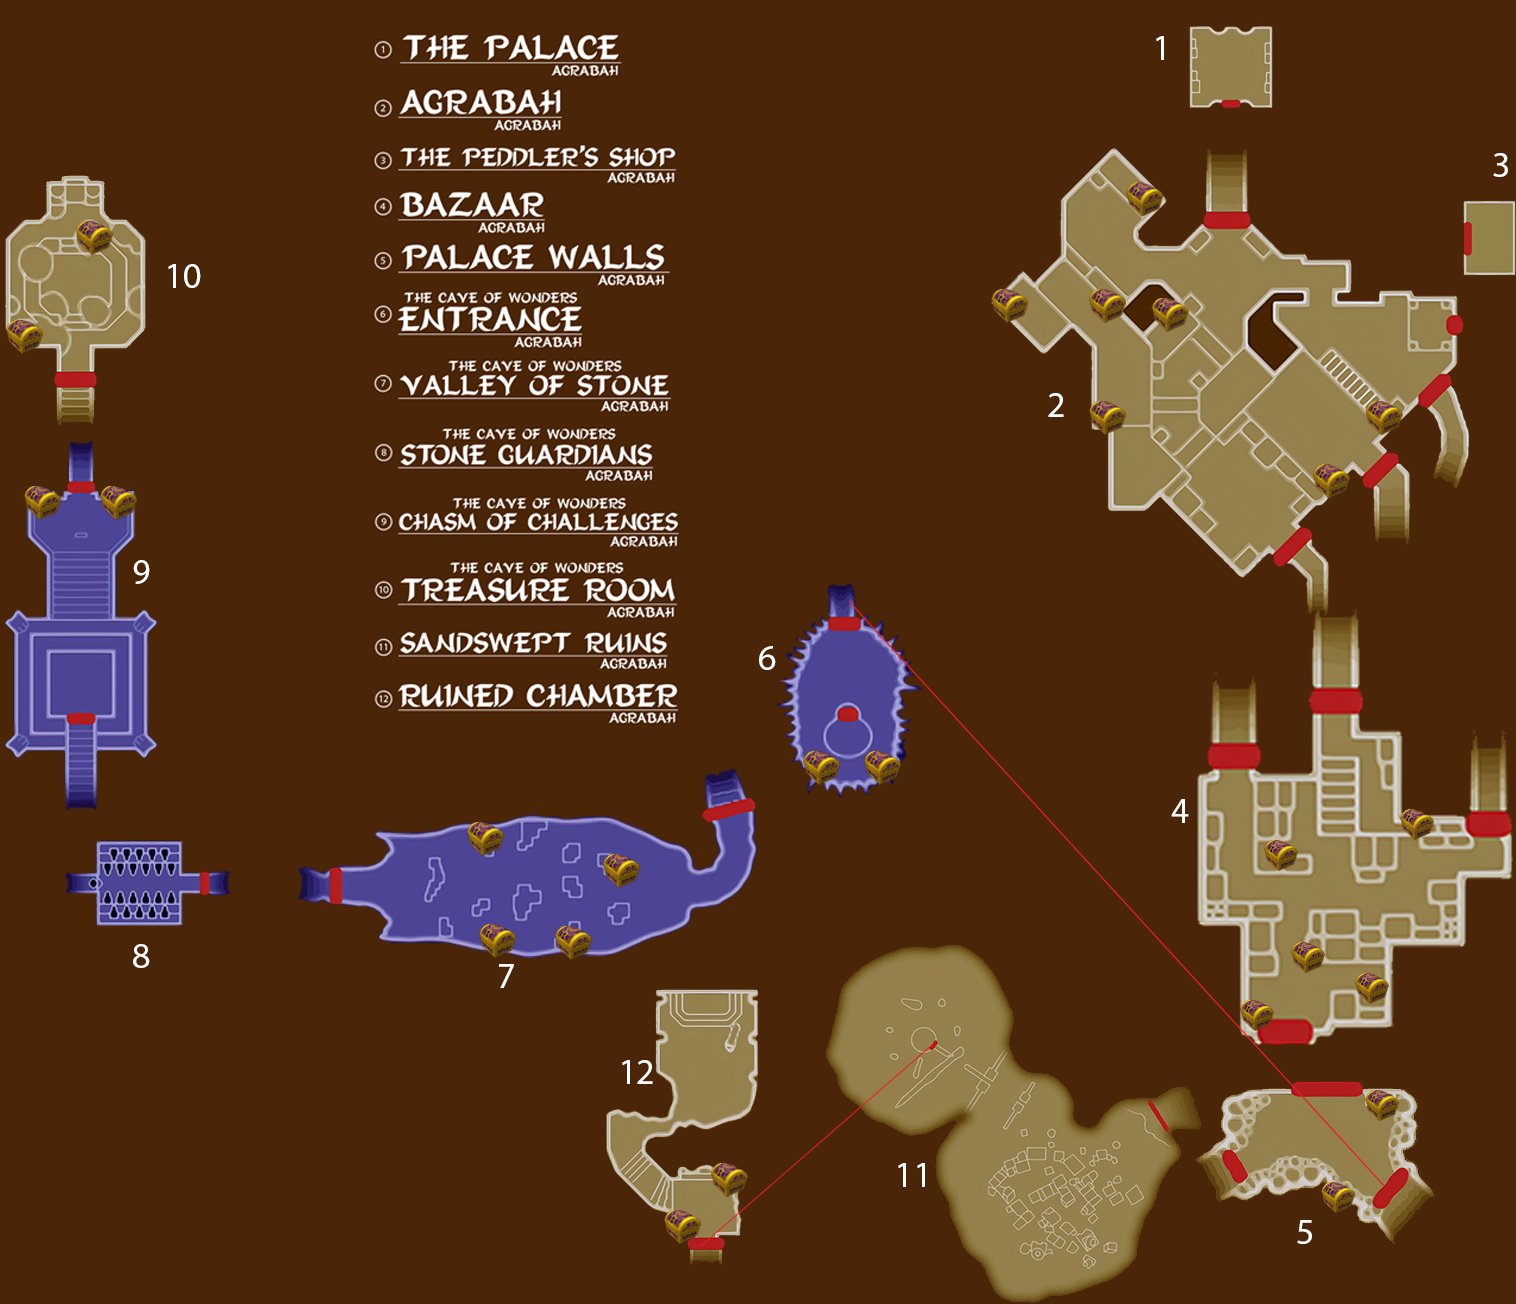 ① THE PALACE
AGRABAH
② AGRABAH
AGRABAH
③ THE PEDDLER'S SHOP
AGRABAH
④ BAZAAR
AGRABAH
⑤ PALACE WALLS
AGRABAH
THE CAVE OF WONDERS
⑥ ENTRANCE
AGRABAH
THE CAVE OF WONDERS
⑦ VALLEY OF STONE
AGRABAH
THE CAVE OF WONDERS
⑧ STONE GUARDIANS
AGRABAH
THE CAVE OF WONDERS
⑨ CHASM OF CHALLENGES
AGRABAH
THE CAVE OF WONDERS
⑩ TREASURE ROOM
AGRABAH
⑪ SANDSWEPT RUINS
AGRABAH
⑫ RUINED CHAMBER
AGRABAH
1
3
10
2
9
6
4
8
7
12
11
5